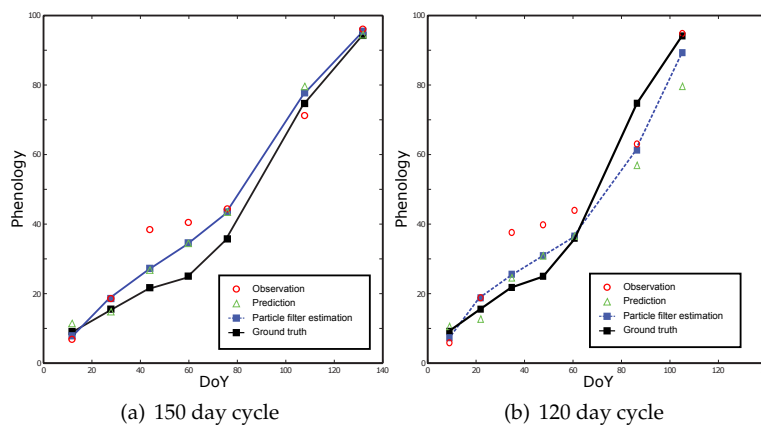 100
80
60
40
20
0
Phenology
0 20 40 60 80 100 120 140
DoY
Observation
Prediction
Particle filter estimation
Ground truth
(a) 150 day cycle
100
80
60
40
20
0
Phenology
0 20 40 60 80 100 120
DoY
Observation
Prediction
Particle filter estimation
Ground truth
(b) 120 day cycle